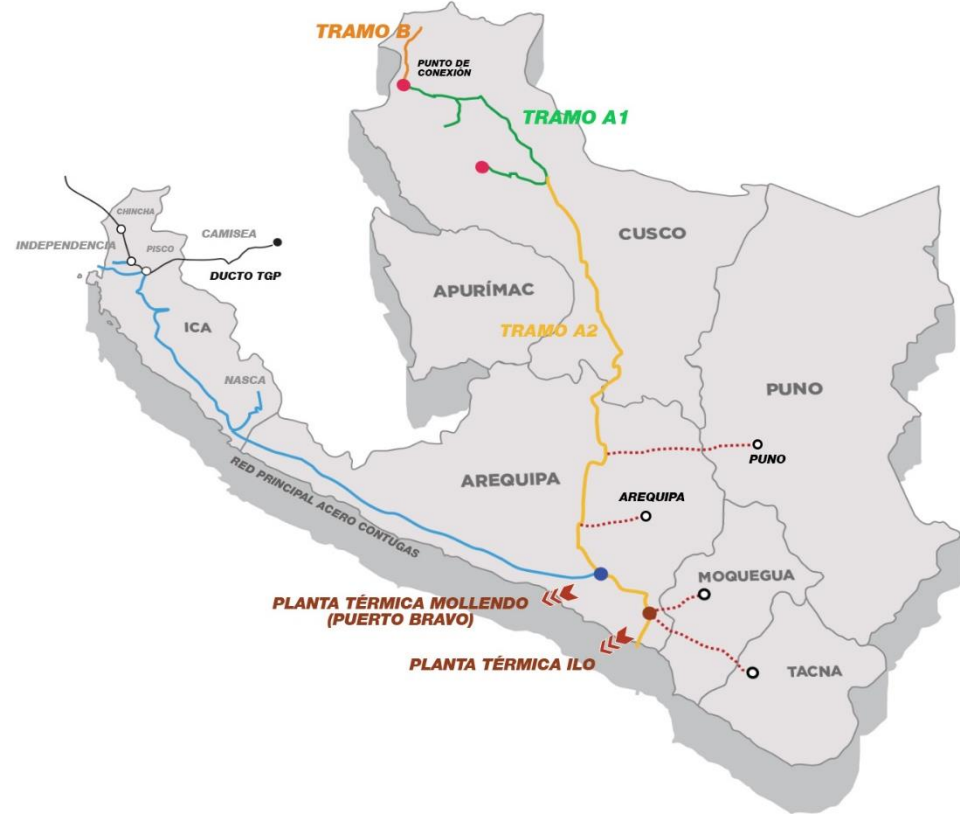 TRAMO B
PUNTO DE
CONEXIÓN
TRAMO A1
CHINCHA
INDEPENDENCIA
PISCO
CAMISEA
DUCTO TGP
CUSCO
APURÍMAC
ICA
TRAMO A2
NASCA
PUNO
PUNO
AREQUIPA
AREQUIPA
RED PRINCIPAL ACERO CONTUGAS
MOQUEGUA
PLANTA TÉRMICA MOLLENDO
(PUERTO BRAVO)
PLANTA TÉRMICA ILO
TACNA